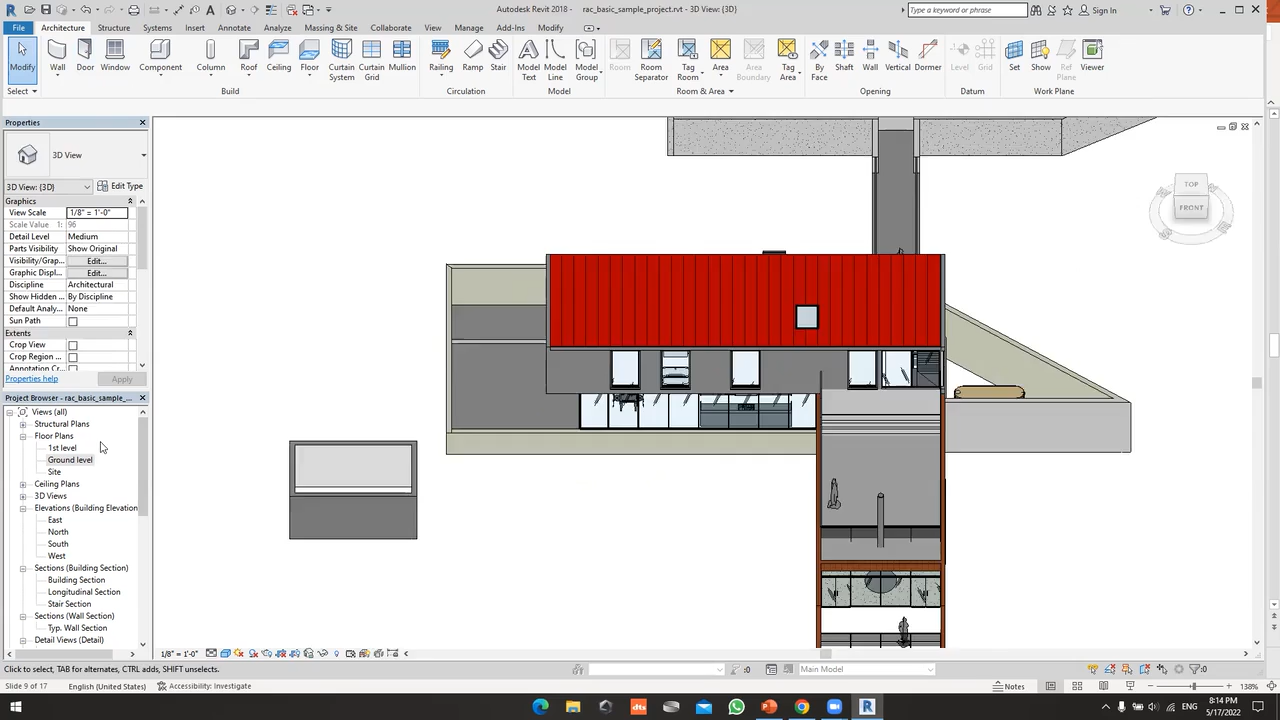 Autodesk Revit 2018 - rac_basic_sample_project.rvt - 3D View: {3D}
Type a keyword or phrase
Sign In
File Architecture Structure Systems Insert Annotate Analyze Massing & Site Collaborate View Manage Add-Ins Modify
Modify Wall Door Window Component Column Roof Ceiling Floor Curtain System Curtain Grid Mullion Railing Ramp Stair Model Text Model Line Model Group Room Room Separator Tag Room Area Area Boundary Tag Area By Face Shaft Wall Vertical Dormer Level Grid Set Show Ref Plane Viewer
Select Build Circulation Model Room & Area Opening Datum Work Plane
Properties
3D View
3D View: {3D} Edit Type
Graphics
View Scale 1/8" = 1'-0"
Scale Value 1: 96
Detail Level Medium
Parts Visibility Show Original
Visibility/Grap... Edit...
Graphic Displ... Edit...
Discipline Architectural
Show Hidden ... By Discipline
Default Analy... None
Sun Path
Extents
Crop View
Crop Region ...
Annotation Cr...
Properties help Apply
Project Browser - rac_basic_sample_...
Views (all)
Structural Plans
Floor Plans
1st level
Ground level
Site
Ceiling Plans
3D Views
Elevations (Building Elevation
East
North
South
West
Sections (Building Section)
Building Section
Longitudinal Section
Stair Section
Sections (Wall Section)
Typ. Wall Section
Detail Views (Detail)
TOP
FRONT
1/8" = 1'-0"
Click to select, TAB for alternates, CTRL adds, SHIFT unselects.
:0 Main Model :0
Slide 9 of 17 English (United States) Accessibility: Investigate Notes 138%
dts
ENG
8:14 PM
5/17/2022